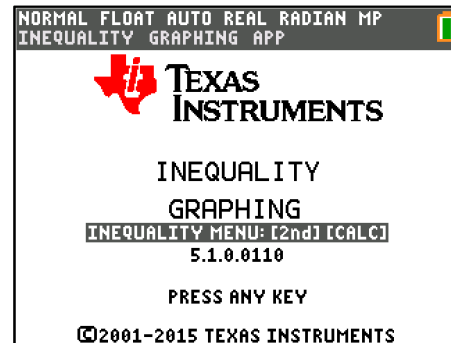 NORMAL FLOAT AUTO REAL RADIAN MP
INEQUALITY GRAPHING APP
TEXAS
INSTRUMENTS
INEQUALITY
GRAPHING
INEQUALITY MENU: [2nd] [CALC]
5.1.0.0110
PRESS ANY KEY
©2001-2015 TEXAS INSTRUMENTS